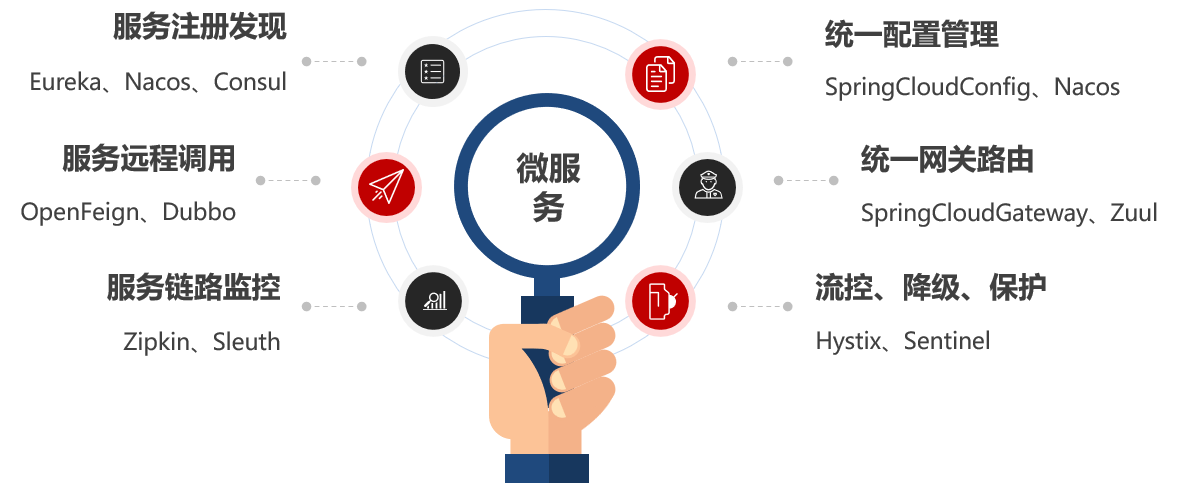 服务注册发现
Eureka、Nacos、Consul
服务远程调用
OpenFeign、Dubbo
服务链路监控
Zipkin、Sleuth
微服
务
统一配置管理
SpringCloudConfig、Nacos
统一网关路由
SpringCloudGateway、Zuul
流控、降级、保护
Hystix、Sentinel